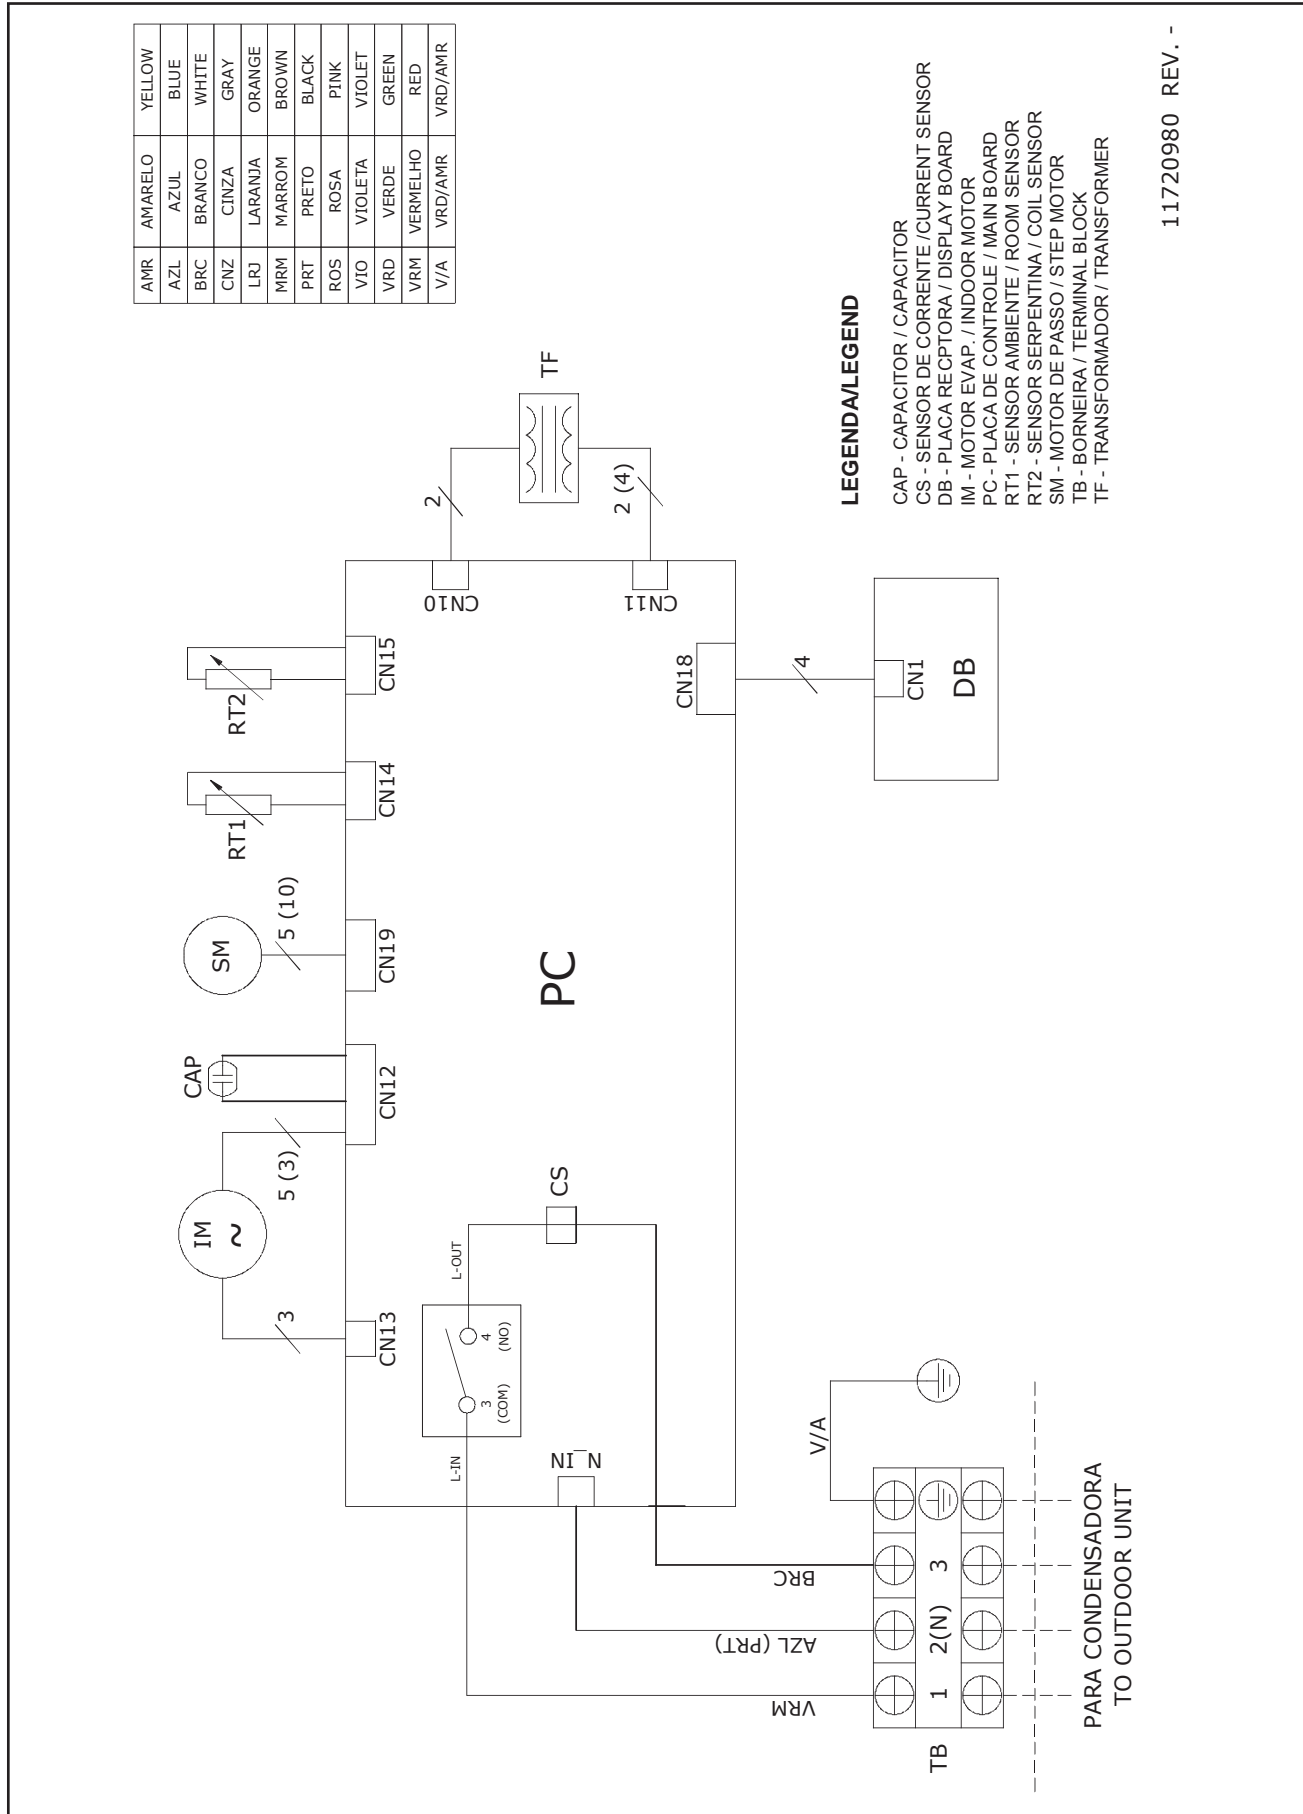 AMR AMARELO YELLOW
AZL AZUL BLUE
BRC BRANCO WHITE
CNZ CINZA GRAY
LRJ LARANJA ORANGE
MRM MARROM BROWN
PRT PRETO BLACK
ROS ROSA PINK
VIO VIOLETA VIOLET
VRD VERDE GREEN
VRM VERMELHO RED
V/A VRD/AMR VRD/AMR
IM
~
CAP
SM
RT1
RT2
3
5 (3)
5 (10)
CN13
CN12
CN19
CN14
CN15
TF
2
2 (4)
CN10
CN11
L-IN
3
(COM)
4
(NO)
L-OUT
CS
N_IN
PC
CN18
4
CN1
DB
VRM
AZL (PRT)
BRC
V/A
TB
1
2(N)
3
PARA CONDENSADORA
TO OUTDOOR UNIT
LEGENDA/LEGEND
CAP - CAPACITOR / CAPACITOR
CS - SENSOR DE CORRENTE /CURRENT SENSOR
DB - PLACA RECPTORA / DISPLAY BOARD
IM - MOTOR EVAP. / INDOOR MOTOR
PC - PLACA DE CONTROLE / MAIN BOARD
RT1 - SENSOR AMBIENTE / ROOM SENSOR
RT2 - SENSOR SERPENTINA / COIL SENSOR
SM - MOTOR DE PASSO / STEP MOTOR
TB - BORNEIRA / TERMINAL BLOCK
TF - TRANSFORMADOR / TRANSFORMER
11720980 REV. -